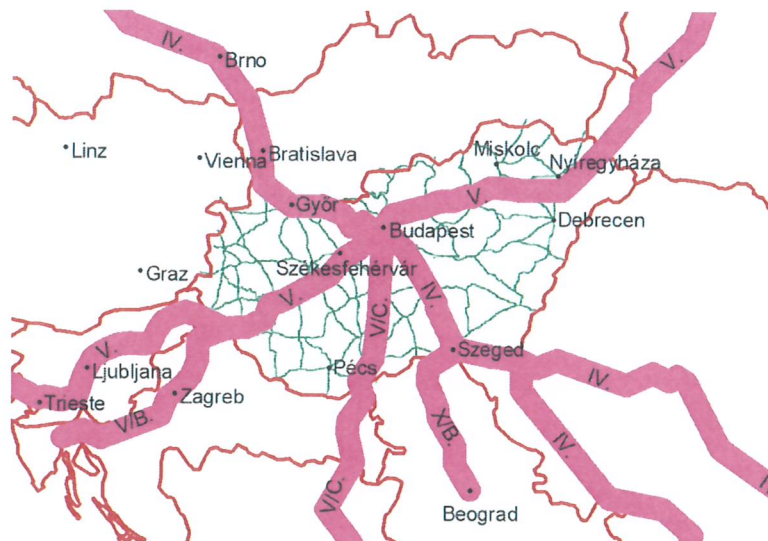 IV.
Brno
V.
Linz
Vienna
Bratislava
Miskolc
Nyíregyháza
Győr
V.
Debrecen
Budapest
Graz
Székesfehérvár
V.
V/C.
IV.
V.
Ljubljana
Pécs
Szeged
IV.
Trieste
Zagreb
V/B.
X/B.
IV.
V/C.
Beograd